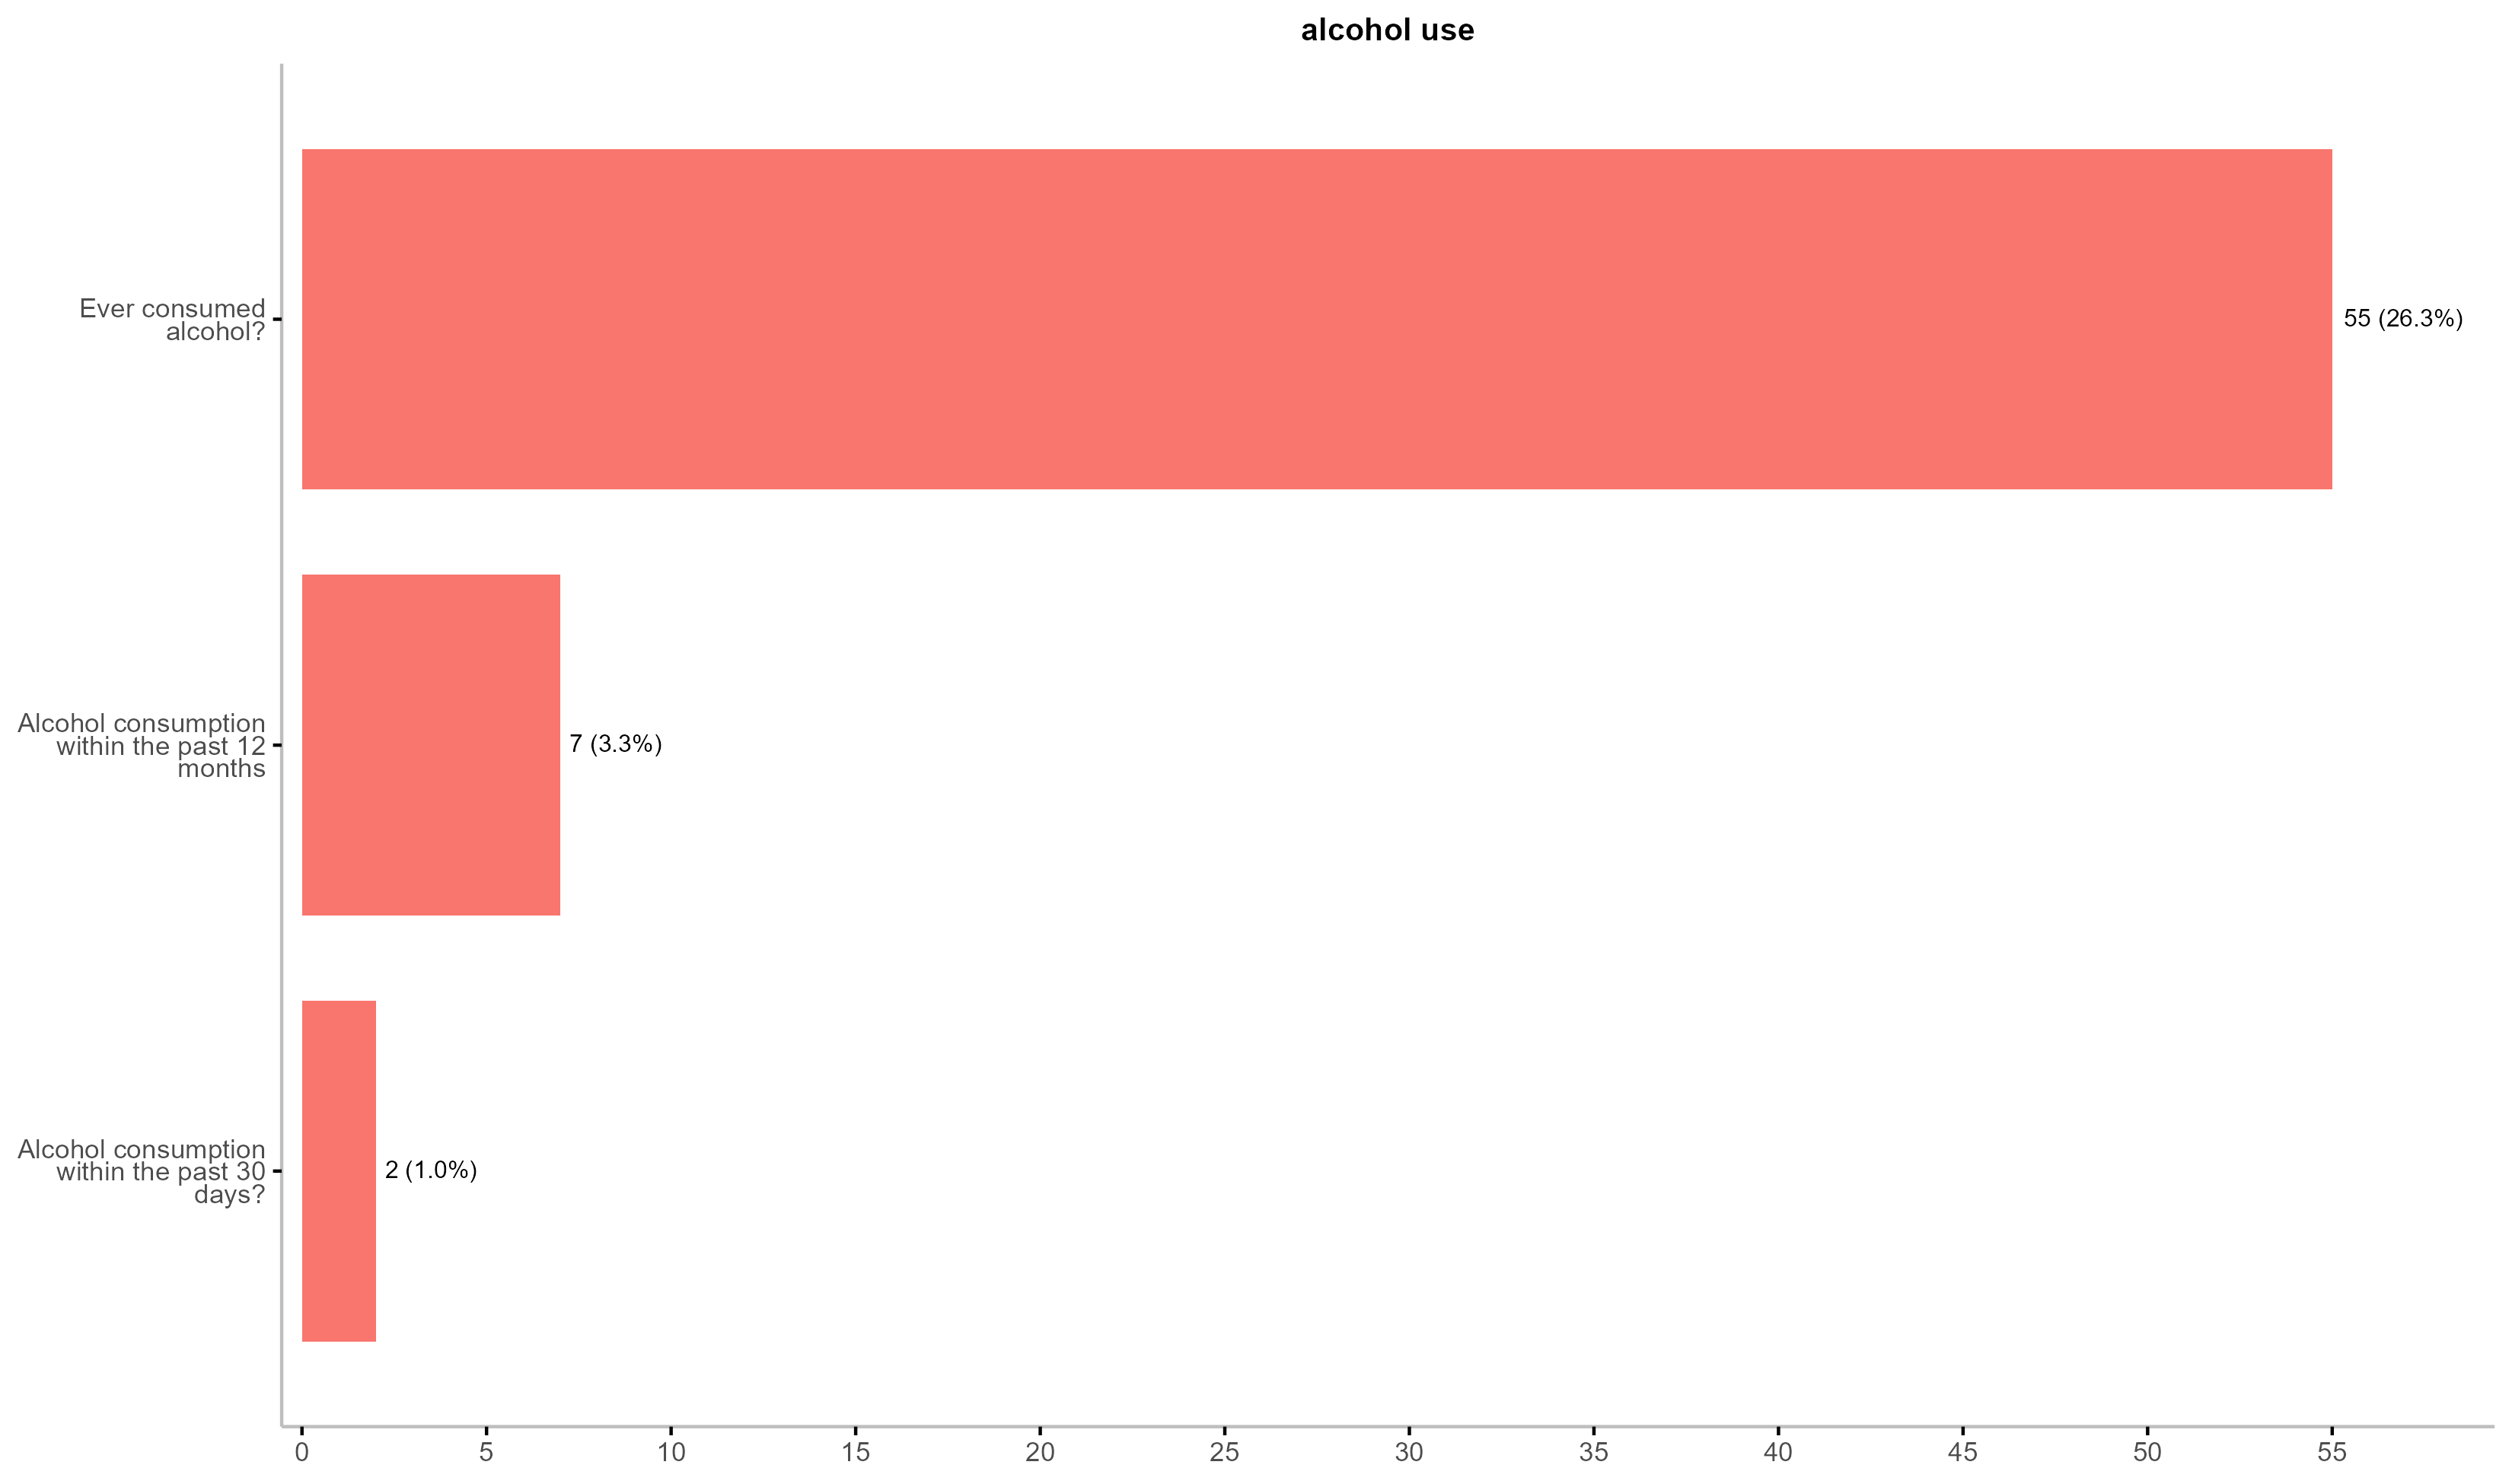 alcohol use
Ever consumed
alcohol?
55 (26.3%)
Alcohol consumption
within the past 12
months
7 (3.3%)
Alcohol consumption
within the past 30
days?
2 (1.0%)
0 5 10 15 20 25 30 35 40 45 50 55